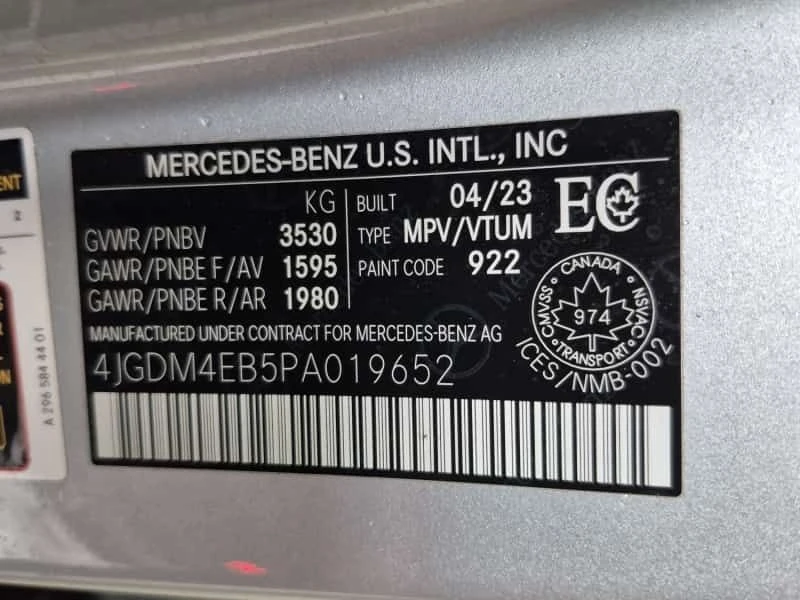 MERCEDES-BENZ U.S. INTL., INC
KG
GVWR/PNBV 3530
GAWR/PNBE F/AV 1595
GAWR/PNBE R/AR 1980
BUILT 04/23
TYPE MPV/VTUM
PAINT CODE 922
EC
CANADA
CMVSS/NSVAC
974
TRANSPORT
ICES/NMB-002
MANUFACTURED UNDER CONTRACT FOR MERCEDES-BENZ AG
4JGDM4EB5PA019652
A 296 584 44 01